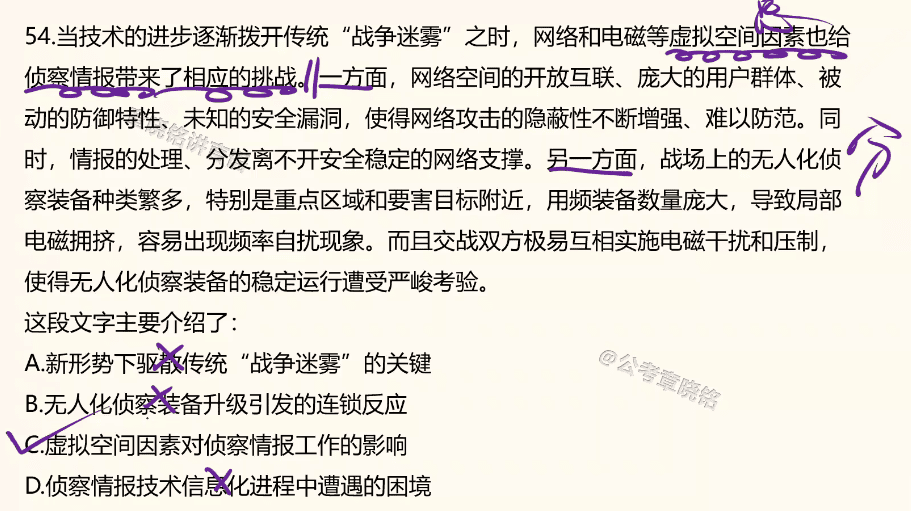 54.当技术的进步逐渐拨开传统“战争迷雾”之时，网络和电磁等虚拟空间因素也给
侦察情报带来了相应的挑战。一方面，网络空间的开放互联、庞大的用户群体、被
动的防御特性、未知的安全漏洞，使得网络攻击的隐蔽性不断增强、难以防范。同
时，情报的处理、分发离不开安全稳定的网络支撑。另一方面，战场上的无人化侦
察装备种类繁多，特别是重点区域和要害目标附近，用频装备数量庞大，导致局部
电磁拥挤，容易出现频率自扰现象。而且交战双方极易互相实施电磁干扰和压制，
使得无人化侦察装备的稳定运行遭受严峻考验。
分
这段文字主要介绍了：
A.新形势下驱散传统“战争迷雾”的关键
B.无人化侦察装备升级引发的连锁反应
C.虚拟空间因素对侦察情报工作的影响
D.侦察情报技术信息化进程中遭遇的困境
@公考章晓铭